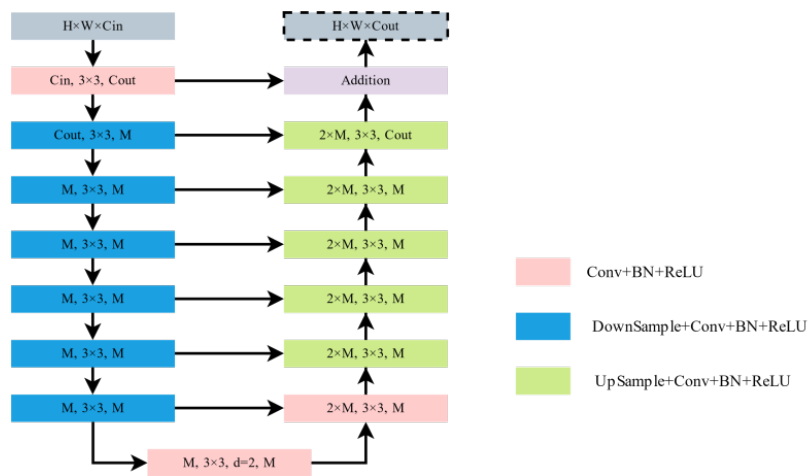 H×W×Cin
H×W×Cout
Cin, 3×3, Cout
Addition
Cout, 3×3, M
2×M, 3×3, Cout
M, 3×3, M
2×M, 3×3, M
M, 3×3, M
2×M, 3×3, M
M, 3×3, M
2×M, 3×3, M
M, 3×3, M
2×M, 3×3, M
M, 3×3, M
2×M, 3×3, M
M, 3×3, d=2, M
Conv+BN+ReLU
DownSample+Conv+BN+ReLU
UpSample+Conv+BN+ReLU